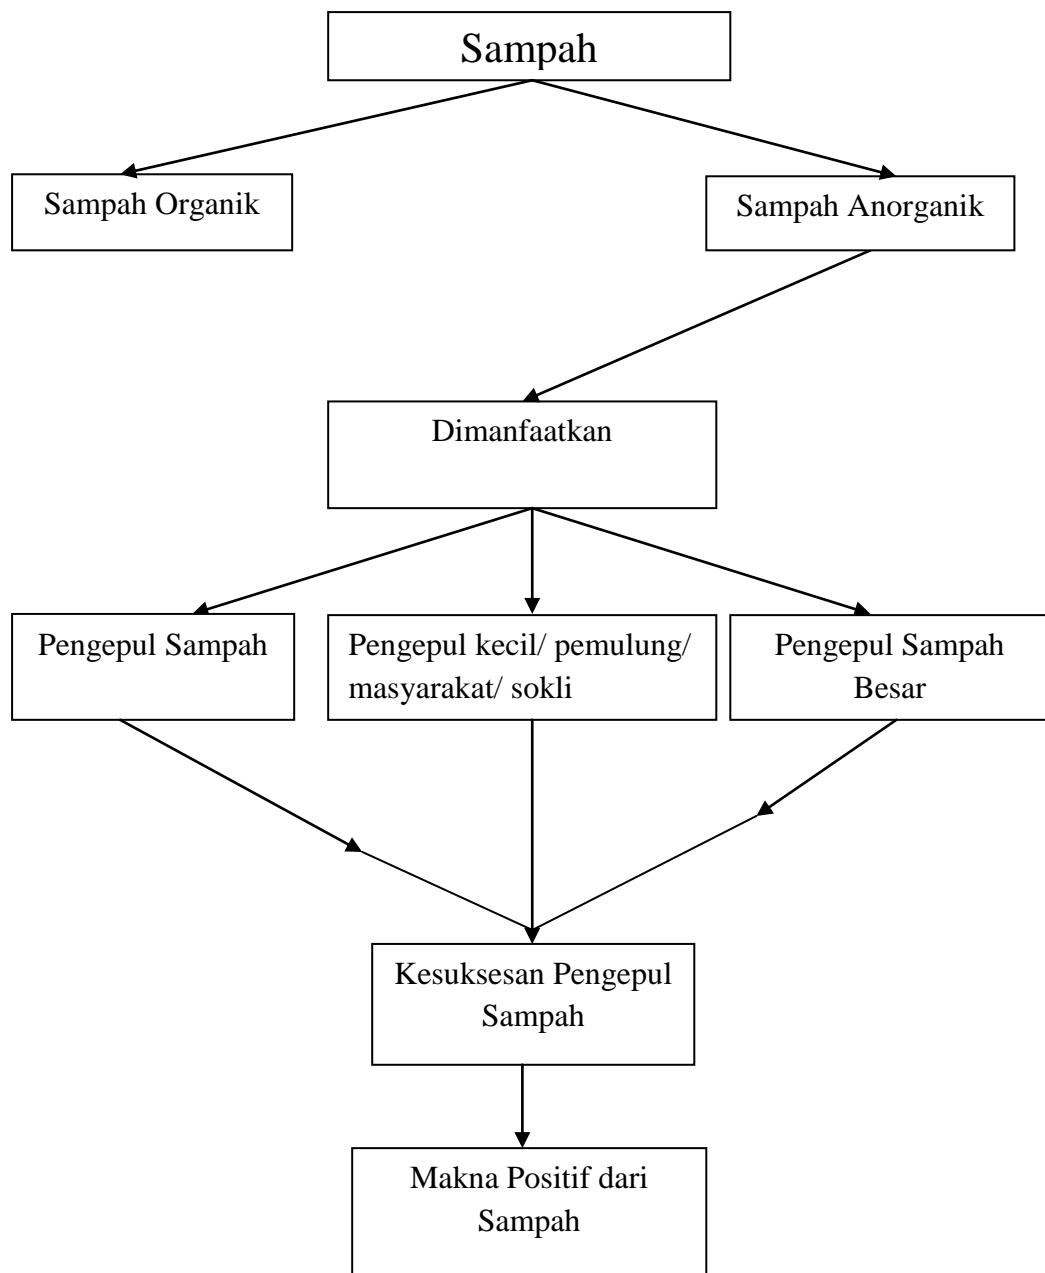 Sampah
Sampah Organik
Sampah Anorganik
Dimanfaatkan
Pengepul Sampah
Pengepul kecil/ pemulung/
masyarakat/ sokli
Pengepul Sampah
Besar
Kesuksesan Pengepul
Sampah
Makna Positif dari
Sampah